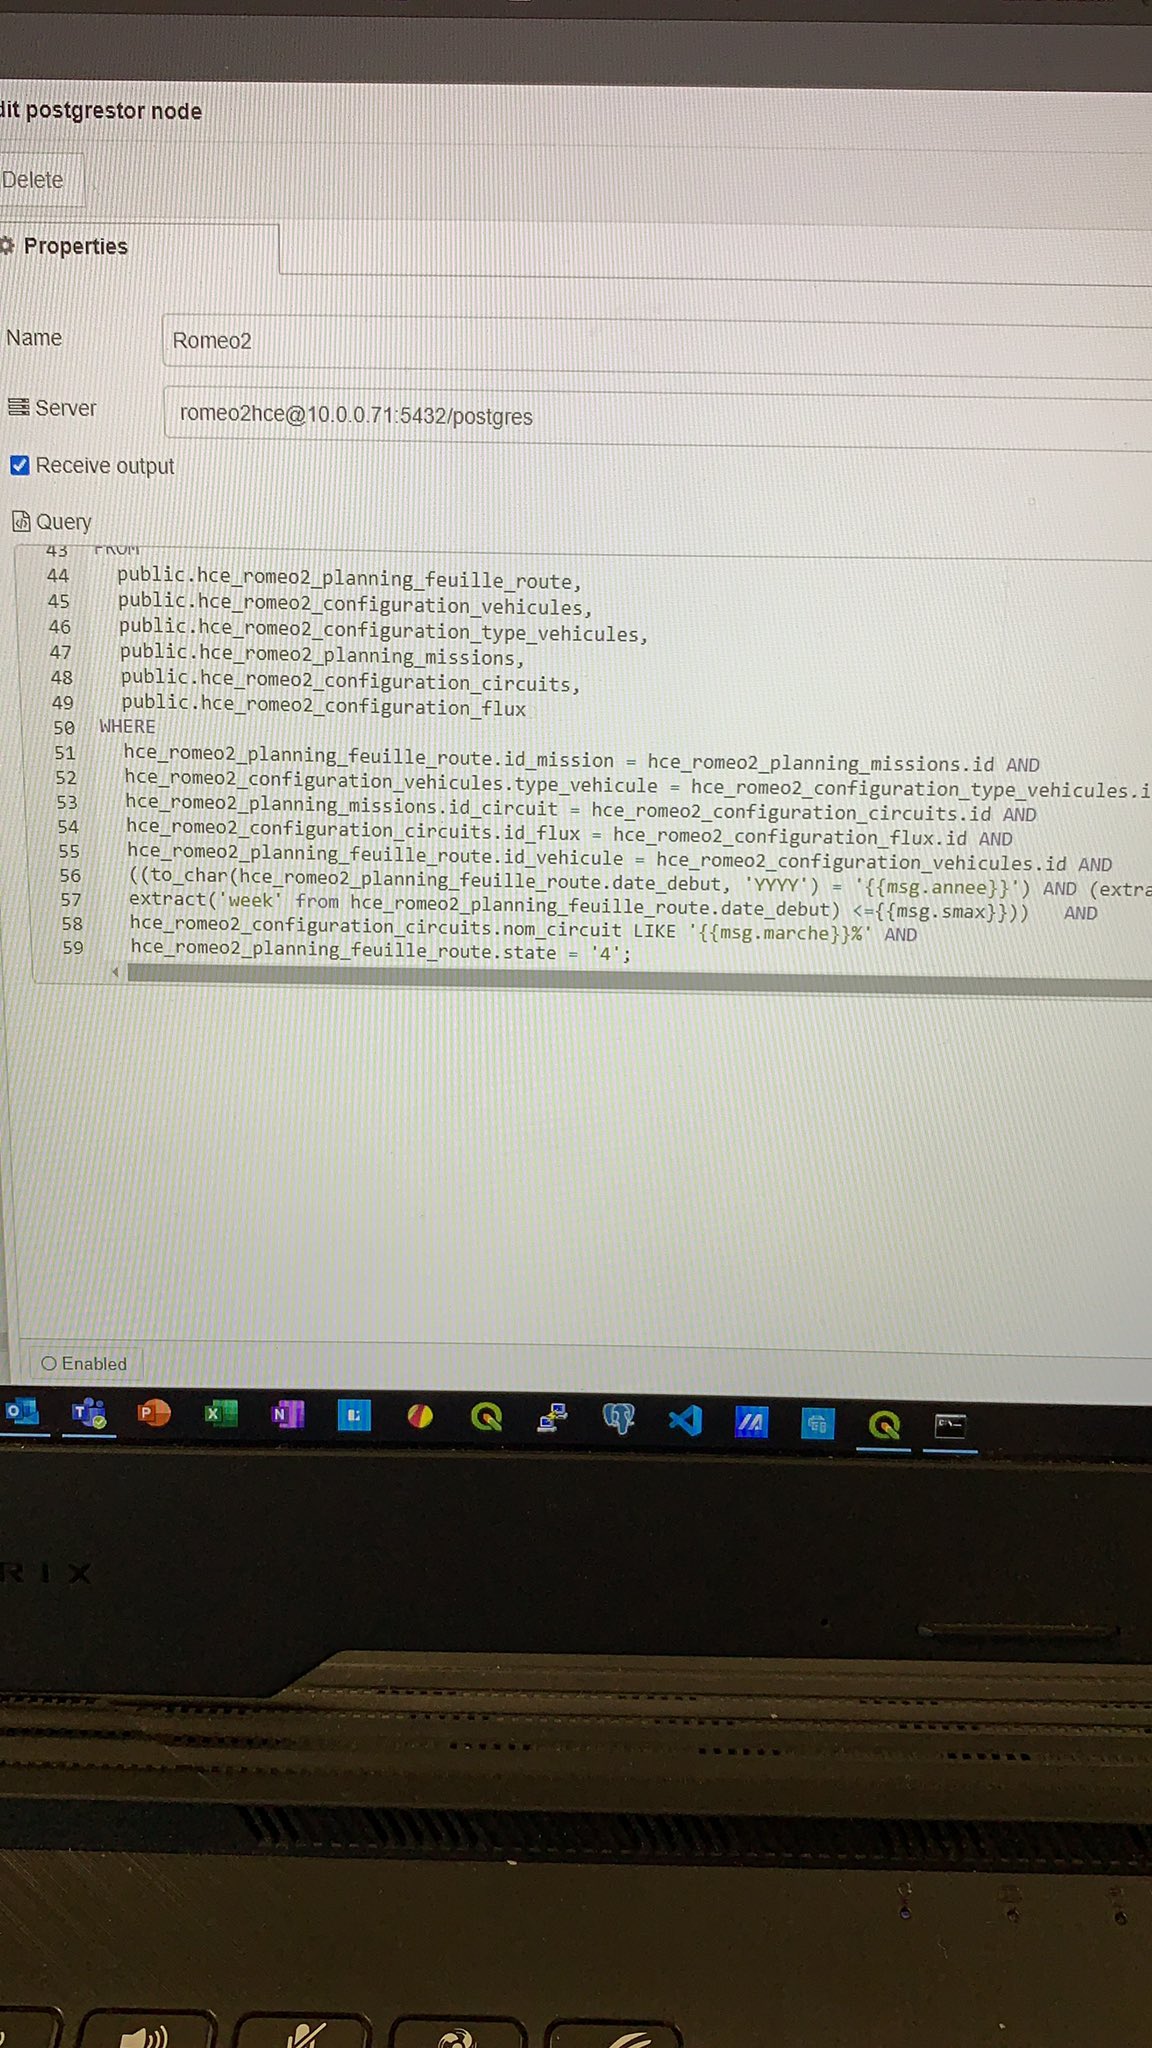 dit postgrestor node
Delete
Properties
Name
Romeo2
Server
romeo2hce@10.0.0.71:5432/postgres
Receive output
Query
43 FROM
44 public.hce_romeo2_planning_feuille_route,
45 public.hce_romeo2_configuration_vehicules,
46 public.hce_romeo2_configuration_type_vehicules,
47 public.hce_romeo2_planning_missions,
48 public.hce_romeo2_configuration_circuits,
49 public.hce_romeo2_configuration_flux
50 WHERE
51 hce_romeo2_planning_feuille_route.id_mission = hce_romeo2_planning_missions.id AND
52 hce_romeo2_configuration_vehicules.type_vehicule = hce_romeo2_configuration_type_vehicules.i
53 hce_romeo2_planning_missions.id_circuit = hce_romeo2_configuration_circuits.id AND
54 hce_romeo2_configuration_circuits.id_flux = hce_romeo2_configuration_flux.id AND
55 hce_romeo2_planning_feuille_route.id_vehicule = hce_romeo2_configuration_vehicules.id AND
56 ((to_char(hce_romeo2_planning_feuille_route.date_debut, 'YYYY') = '{{msg.annee}}') AND (extra
57 extract('week' from hce_romeo2_planning_feuille_route.date_debut) <={{msg.smax}})) AND
58 hce_romeo2_configuration_circuits.nom_circuit LIKE '{{msg.marche}}%' AND
59 hce_romeo2_planning_feuille_route.state = '4';
Enabled
RIX